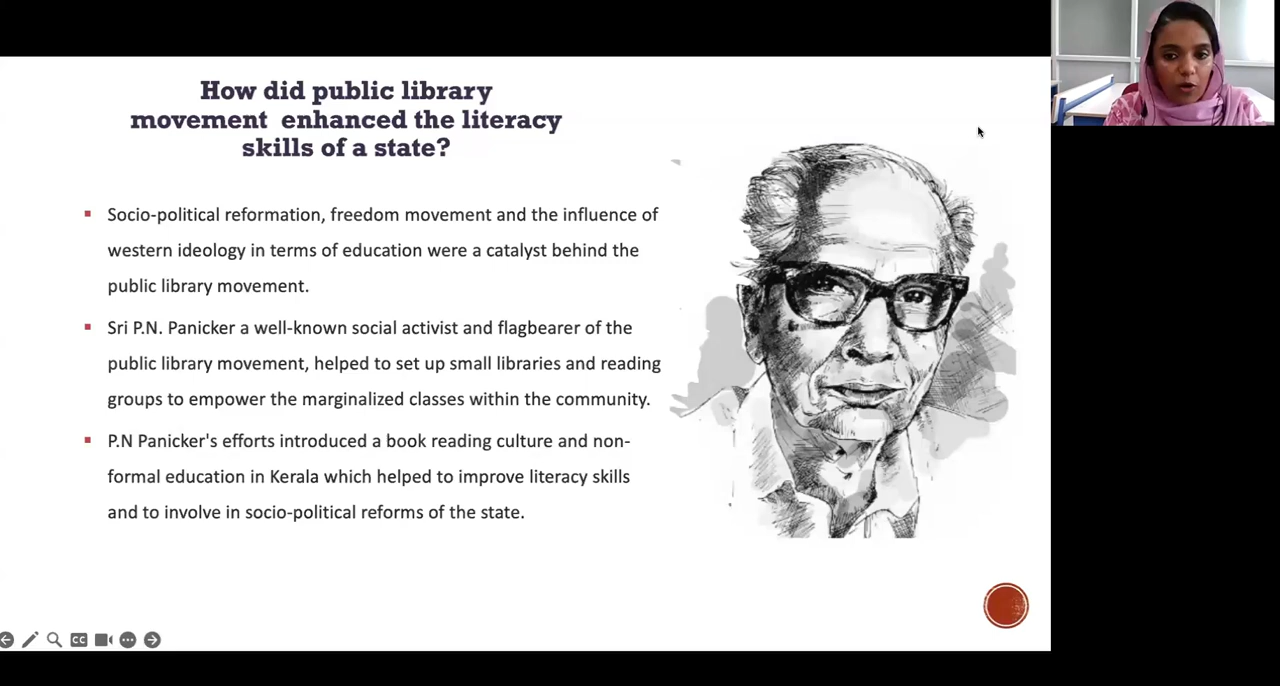 How did public library
movement enhanced the literacy
skills of a state?
Socio-political reformation, freedom movement and the influence of
western ideology in terms of education were a catalyst behind the
public library movement.
Sri P.N. Panicker a well-known social activist and flagbearer of the
public library movement, helped to set up small libraries and reading
groups to empower the marginalized classes within the community.
P.N Panicker's efforts introduced a book reading culture and non-
formal education in Kerala which helped to improve literacy skills
and to involve in socio-political reforms of the state.
CC